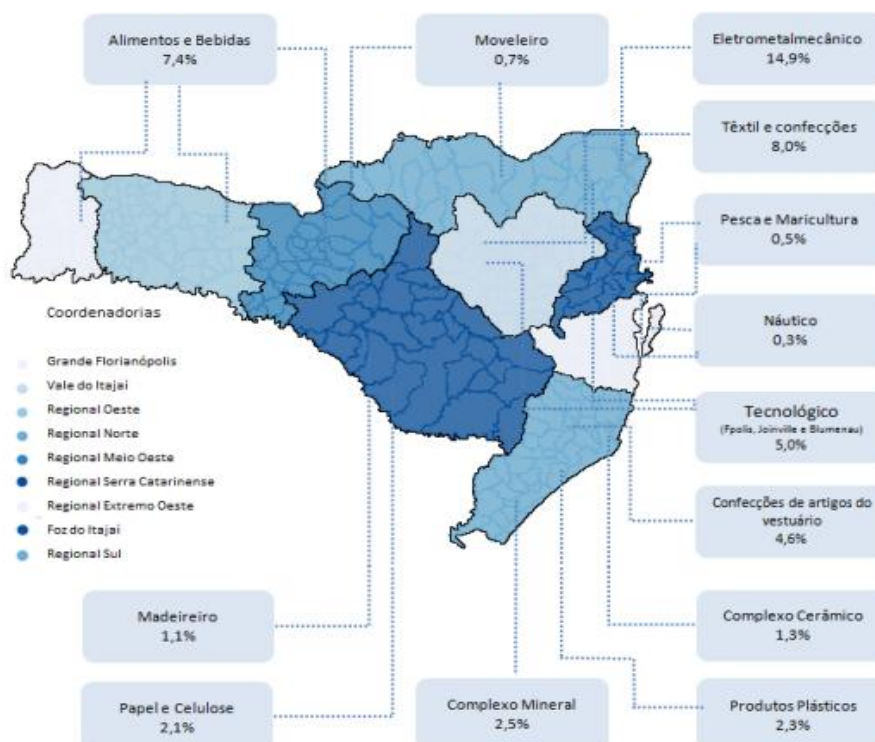 Alimentos e Bebidas
7,4%
Moveleiro
0,7%
Eletrometalmecânico
14,9%
Têxtil e confecções
8,0%
Pesca e Maricultura
0,5%
Náutico
0,3%
Tecnológico
(Fpolis, Joinville e Blumenau)
5,0%
Confecções de artigos do
vestuário
4,6%
Complexo Cerâmico
1,3%
Produtos Plásticos
2,3%
Coordenadorias
Grande Florianópolis
Vale do Itajaí
Regional Oeste
Regional Norte
Regional Meio Oeste
Regional Serra Catarinense
Regional Extremo Oeste
Foz do Itajaí
Regional Sul
Madeireiro
1,1%
Papel e Celulose
2,1%
Complexo Mineral
2,5%